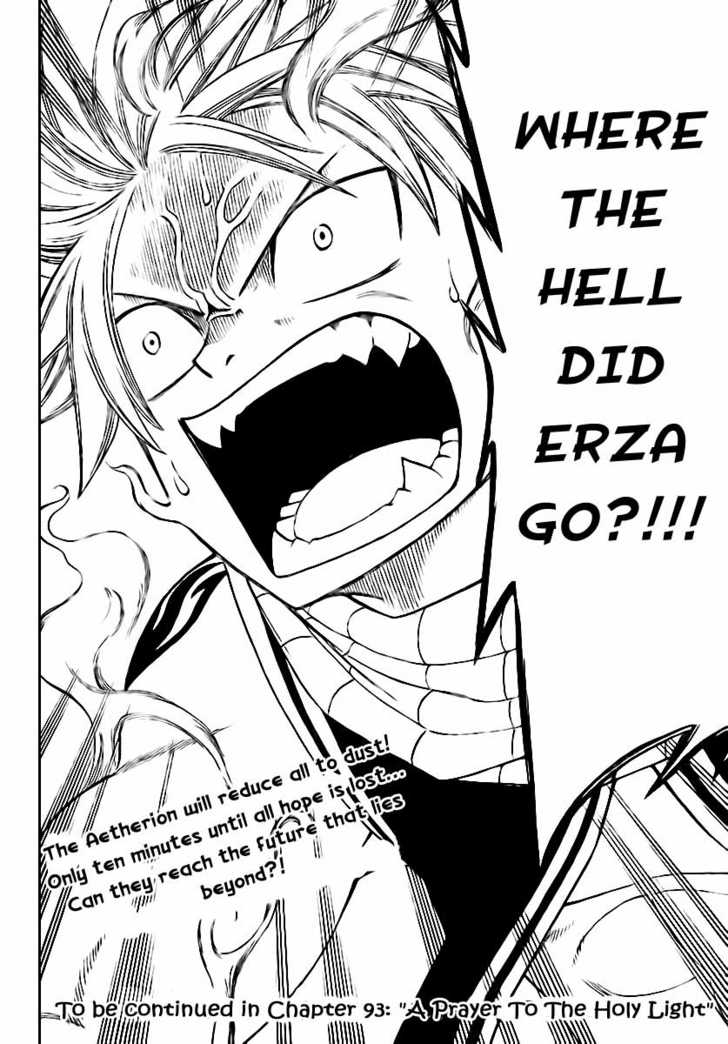 WHERE
THE
HELL
DID
ERZA
GO?!!!
The Aetherion will reduce all to dust!
Only ten minutes until all hope is lost...
Can they reach the future that lies
beyond?!
To be continued in Chapter 93: "A Prayer To The Holy Light"